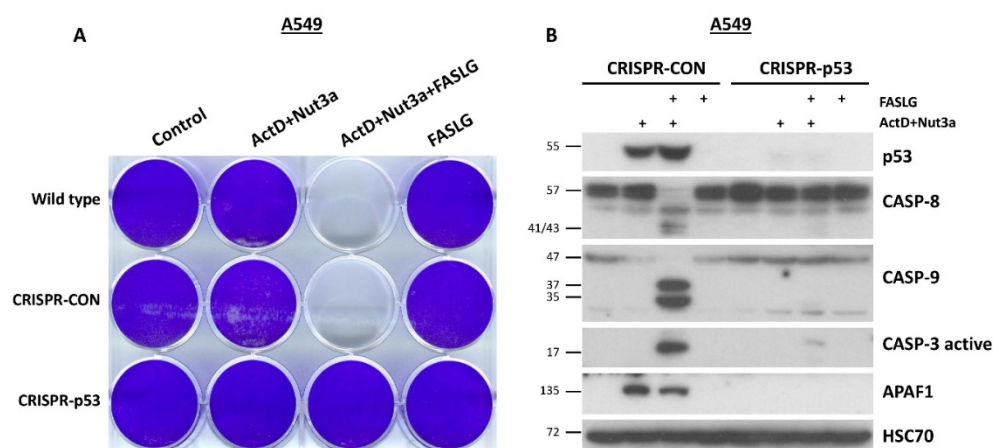 A
A549
Control
ActD+Nut3a
ActD+Nut3a+FASLG
FASLG
Wild type
CRISPR-CON
CRISPR-p53
B
A549
CRISPR-CON CRISPR-p53
+ + + + FASLG
+ + + + ActD+Nut3a
55 p53
57 CASP-8
41/43
47 CASP-9
37
35
17 CASP-3 active
135 APAF1
72 HSC70